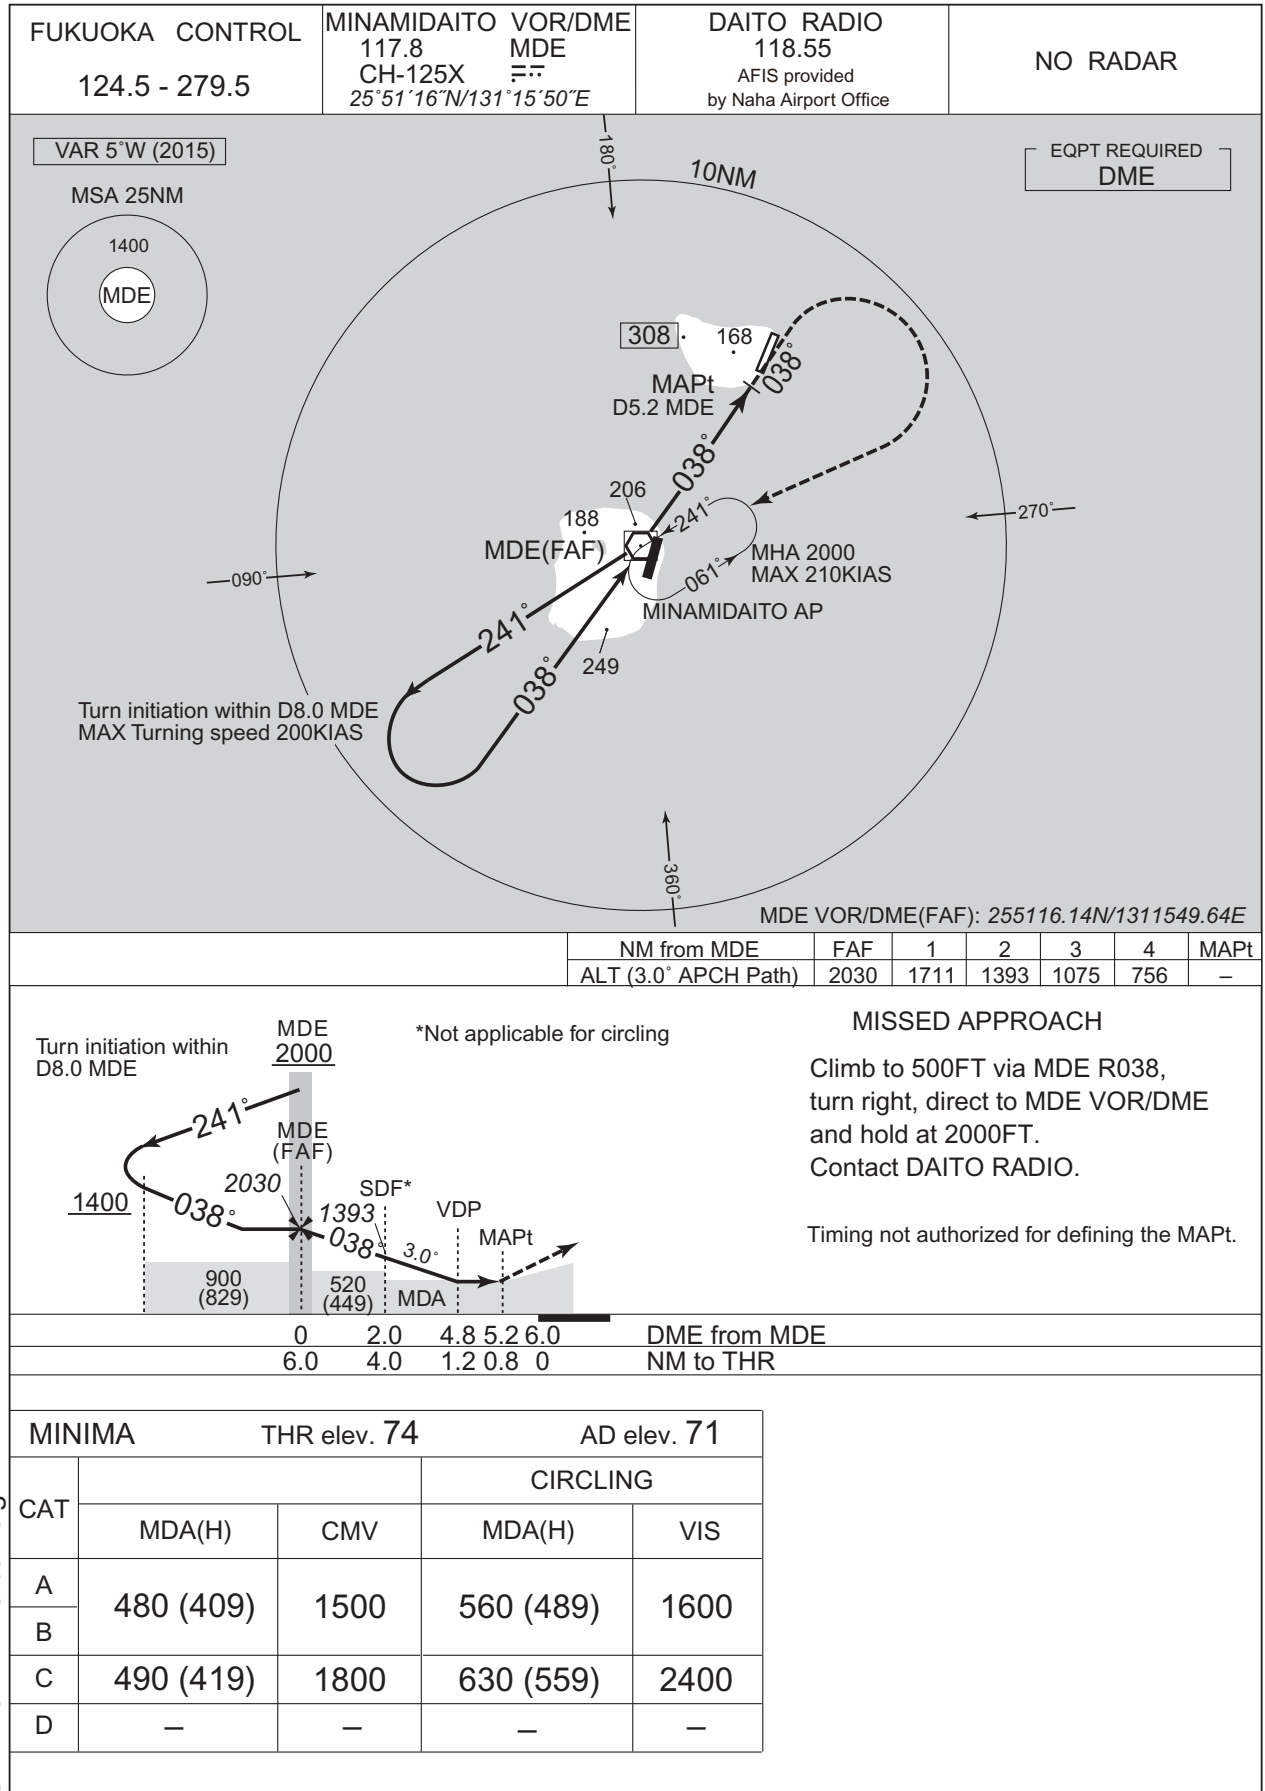 FUKUOKA CONTROL
124.5 - 279.5
MINAMIDAITO VOR/DME
117.8 MDE
CH-125X
25°51´16˝N/131°15´50˝E
DAITO RADIO
118.55
AFIS provided
by Naha Airport Office
NO RADAR
VAR 5°W (2015)
MSA 25NM
1400
MDE
180°
10NM
EQPT REQUIRED
DME
308
168
038°
MAPt
D5.2 MDE
038°
206
188
241°
270°
MDE(FAF)
MHA 2000
MAX 210KIAS
061°
090°
MINAMIDAITO AP
241°
249
038°
Turn initiation within D8.0 MDE
MAX Turning speed 200KIAS
360°
MDE VOR/DME(FAF): 255116.14N/1311549.64E
NM from MDE FAF 1 2 3 4 MAPt
ALT (3.0° APCH Path) 2030 1711 1393 1075 756 –
Turn initiation within
D8.0 MDE
MDE
2000
*Not applicable for circling
241°
MDE
(FAF)
2030
1400
038°
SDF*
1393
038°
3.0°
VDP
MAPt
900
(829)
520
(449)
MDA
MISSED APPROACH
Climb to 500FT via MDE R038,
turn right, direct to MDE VOR/DME
and hold at 2000FT.
Contact DAITO RADIO.
Timing not authorized for defining the MAPt.
0 2.0 4.8 5.2 6.0 DME from MDE
6.0 4.0 1.2 0.8 0 NM to THR
MINIMA THR elev. 74 AD elev. 71
CAT
CIRCLING
MDA(H) CMV MDA(H) VIS
A
B
480 (409) 1500 560 (489) 1600
C 490 (419) 1800 630 (559) 2400
D – – – –